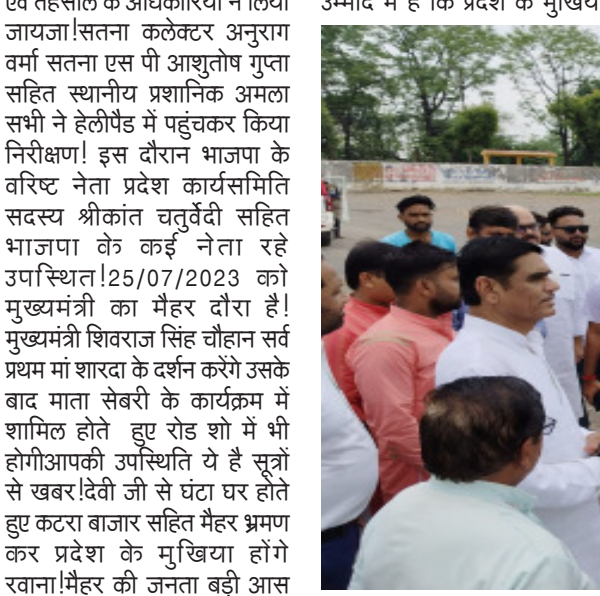 एवं तहसील के अधिकारियों ने लिया
जायजा!सतना कलेक्टर अनुराग
वर्मा सतना एस पी आशुतोष गुप्ता
सहित स्थानीय प्रशानिक अमला
सभी ने हेलीपैड में पहुंचकर किया
निरीक्षण! इस दौरान भाजपा के
वरिष्ट नेता प्रदेश कार्यसमिति
सदस्य श्रीकांत चतुर्वेदी सहित
भाजपा के कई नेता रहे
उपस्थित!25/07/2023 को
मुख्यमंत्री का मैहर दौरा है!
मुख्यमंत्री शिवराज सिंह चौहान सर्व
प्रथम मां शारदा के दर्शन करेंगे उसके
बाद माता सेबरी के कार्यक्रम में
शामिल होते हुए रोड शो में भी
होगीआपकी उपस्थिति ये है सूत्रों
से खबर!देवी जी से घंटा घर होते
हुए कटरा बाजार सहित मैहर भ्रमण
कर प्रदेश के मुखिया होंगे
रवाना!मैहर की जनता बड़ी आस
उम्मीद में है कि प्रदेश के